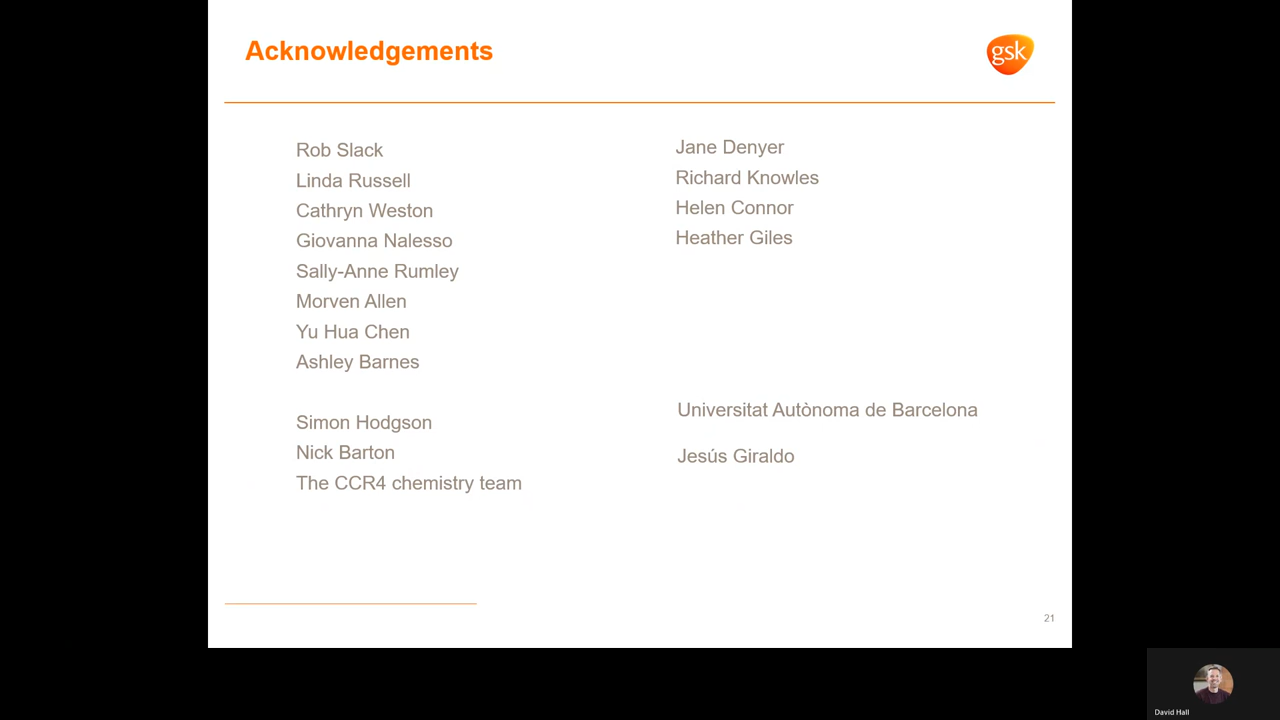 Acknowledgements
gsk
Rob Slack
Linda Russell
Cathryn Weston
Giovanna Nalesso
Sally-Anne Rumley
Morven Allen
Yu Hua Chen
Ashley Barnes
Simon Hodgson
Nick Barton
The CCR4 chemistry team
Jane Denyer
Richard Knowles
Helen Connor
Heather Giles
Universitat Autònoma de Barcelona
Jesús Giraldo
21
David Hall